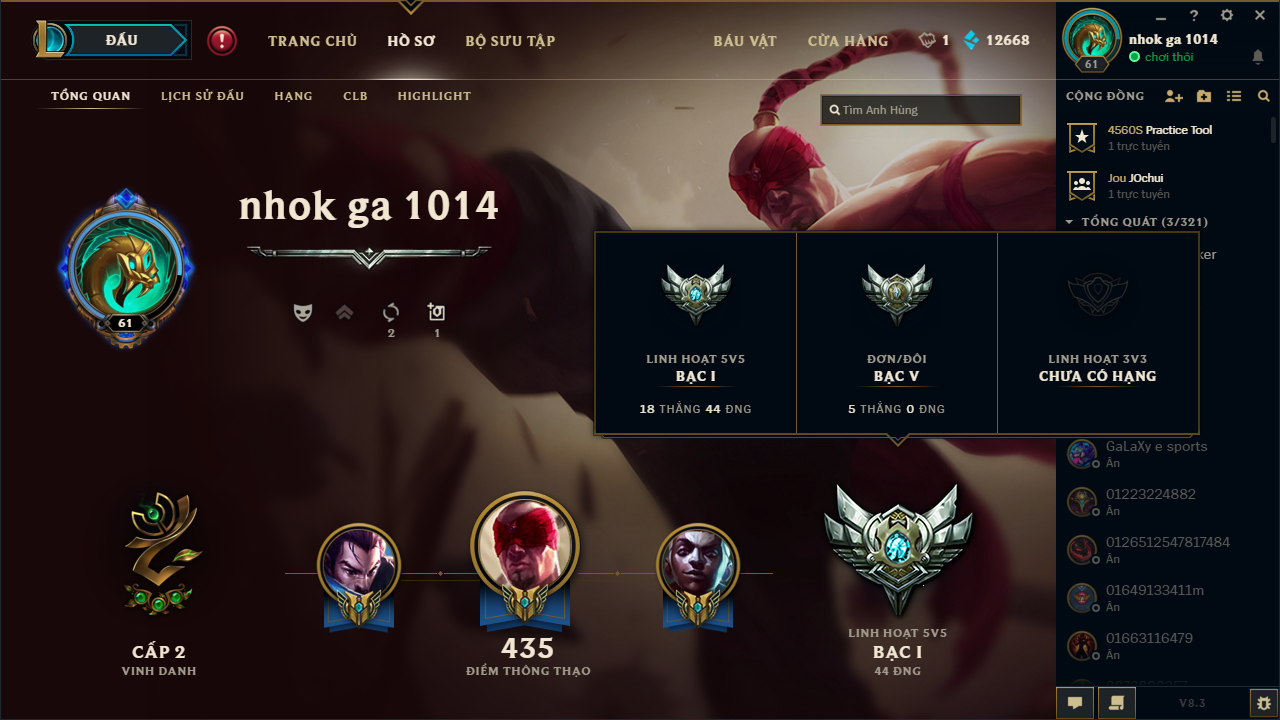 ĐẤU
TRANG CHỦ
HỒ SƠ
BỘ SƯU TẬP
BÁU VẬT
CỬA HÀNG
1
12668
nhok ga 1014
chơi thôi
61
TỔNG QUAN
LỊCH SỬ ĐẤU
HẠNG
CLB
HIGHLIGHT
Tìm Anh Hùng
CỘNG ĐỒNG
4560S Practice Tool
1 trực tuyến
Jou JOchui
1 trực tuyến
TỔNG QUÁT (3/321)
ker
nhok ga 1014
61
2
1
LINH HOẠT 5V5
BẠC I
18 THẮNG 44 ĐNG
ĐƠN/ĐÔI
BẠC V
5 THẮNG 0 ĐNG
LINH HOẠT 3V3
CHƯA CÓ HẠNG
GaLaXy e sports
Ẩn
01223224882
Ẩn
0126512547817484
Ẩn
01649133411m
Ẩn
01663116479
Ẩn
CẤP 2
VINH DANH
435
ĐIỂM THÔNG THẠO
LINH HOẠT 5V5
BẠC I
44 ĐNG
V8.3